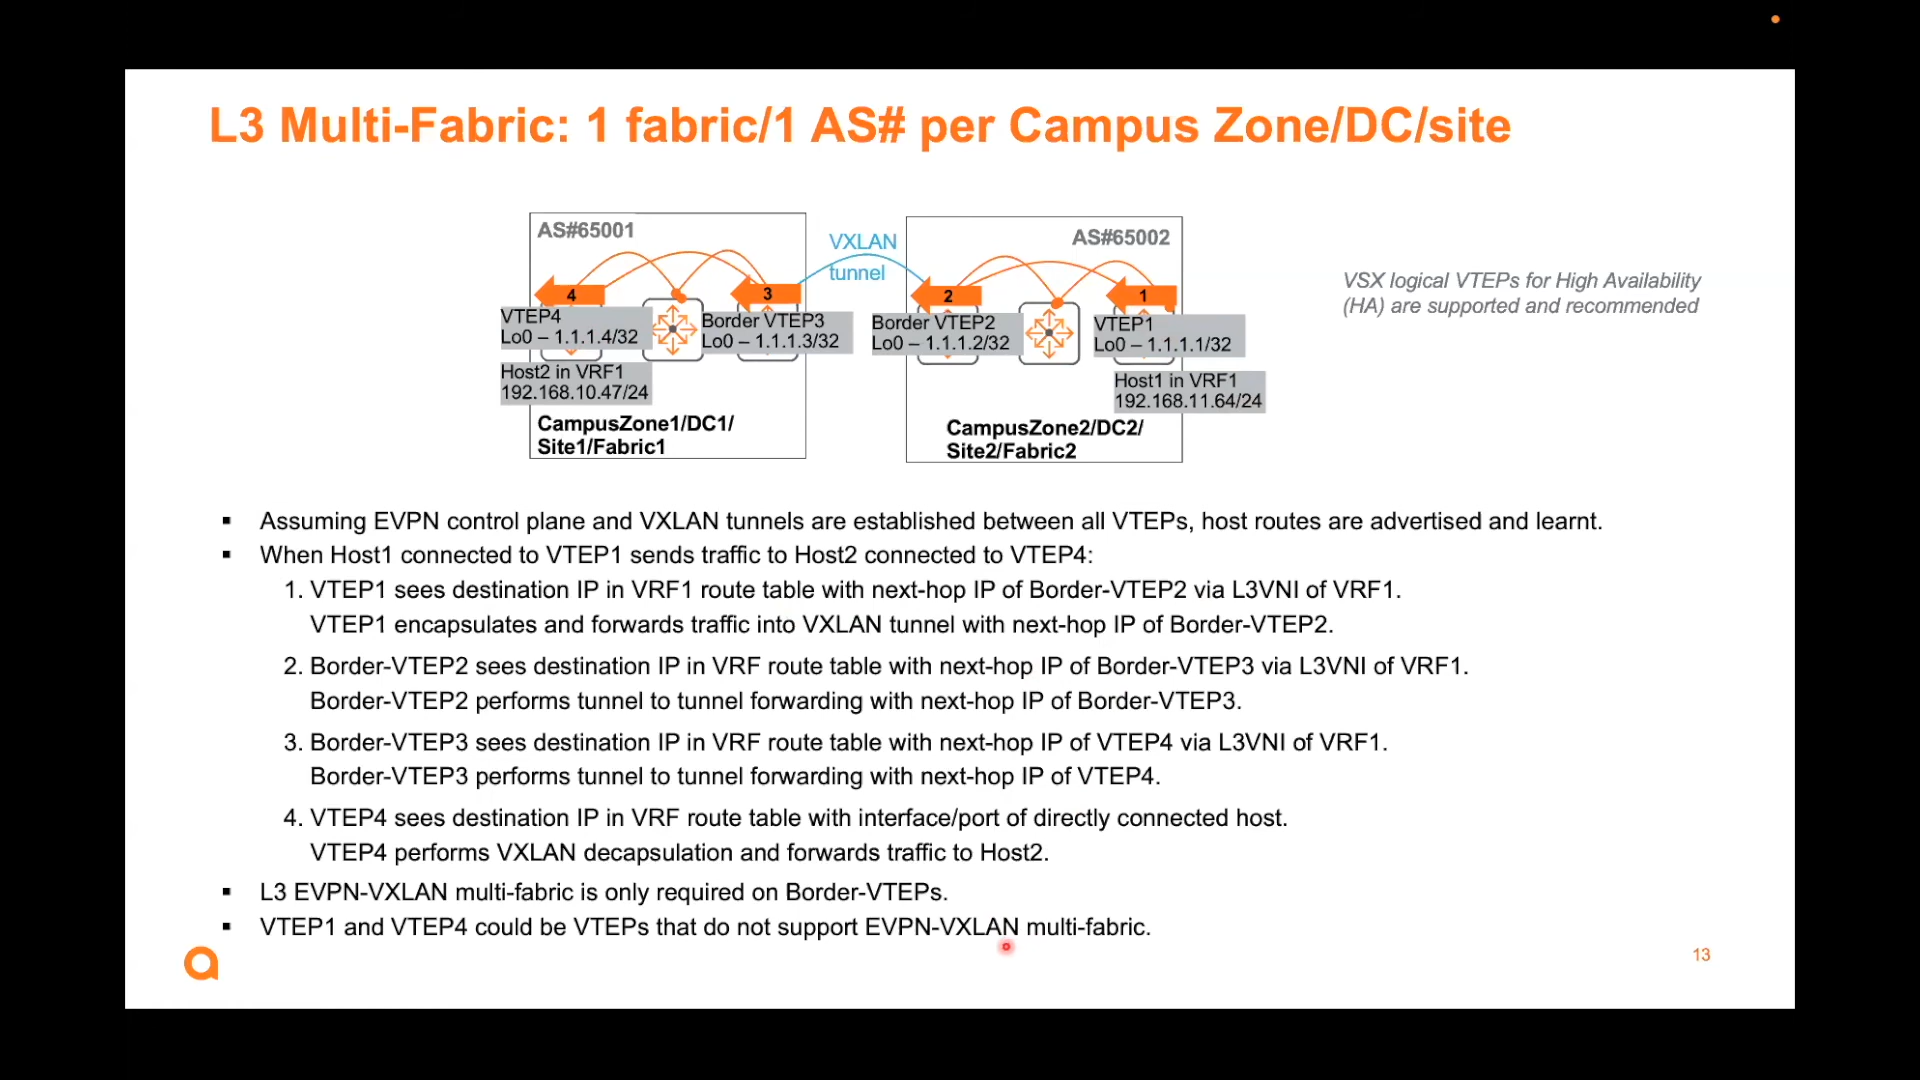 L3 Multi-Fabric: 1 fabric/1 AS# per Campus Zone/DC/site
AS#65001
VXLAN
tunnel
AS#65002
VSX logical VTEPs for High Availability
(HA) are supported and recommended
4
3
2
1
VTEP4
Lo0 – 1.1.1.4/32
Border VTEP3
Lo0 – 1.1.1.3/32
Border VTEP2
Lo0 – 1.1.1.2/32
VTEP1
Lo0 – 1.1.1.1/32
Host2 in VRF1
192.168.10.47/24
Host1 in VRF1
192.168.11.64/24
CampusZone1/DC1/
Site1/Fabric1
CampusZone2/DC2/
Site2/Fabric2
▪ Assuming EVPN control plane and VXLAN tunnels are established between all VTEPs, host routes are advertised and learnt.
▪ When Host1 connected to VTEP1 sends traffic to Host2 connected to VTEP4:
1. VTEP1 sees destination IP in VRF1 route table with next-hop IP of Border-VTEP2 via L3VNI of VRF1.
VTEP1 encapsulates and forwards traffic into VXLAN tunnel with next-hop IP of Border-VTEP2.
2. Border-VTEP2 sees destination IP in VRF route table with next-hop IP of Border-VTEP3 via L3VNI of VRF1.
Border-VTEP2 performs tunnel to tunnel forwarding with next-hop IP of Border-VTEP3.
3. Border-VTEP3 sees destination IP in VRF route table with next-hop IP of VTEP4 via L3VNI of VRF1.
Border-VTEP3 performs tunnel to tunnel forwarding with next-hop IP of VTEP4.
4. VTEP4 sees destination IP in VRF route table with interface/port of directly connected host.
VTEP4 performs VXLAN decapsulation and forwards traffic to Host2.
▪ L3 EVPN-VXLAN multi-fabric is only required on Border-VTEPs.
▪ VTEP1 and VTEP4 could be VTEPs that do not support EVPN-VXLAN multi-fabric.
13